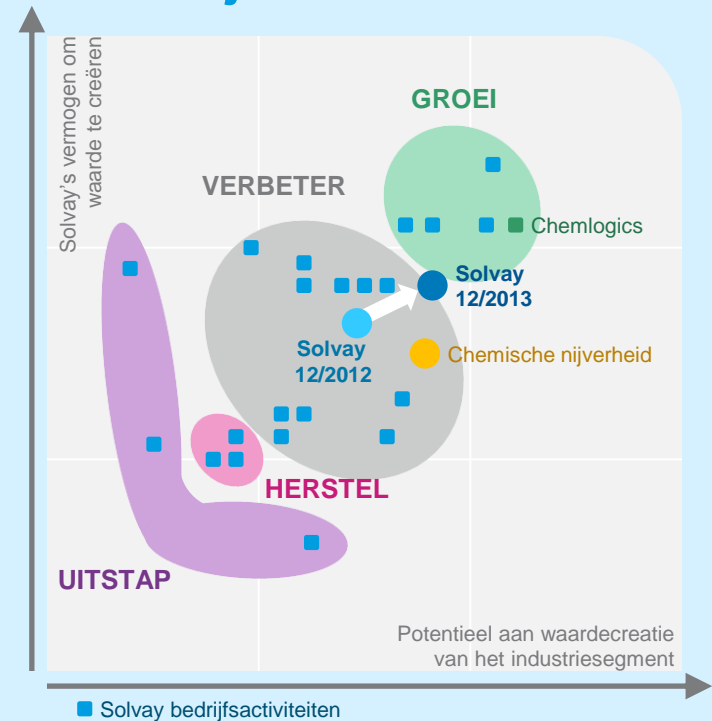 Solvay's vermogen om
waarde te creëren
GROEI
VERBETER
Chemlogics
Solvay
12/2013
Solvay
12/2012
Chemische nijverheid
HERSTEL
UITSTAP
Potentieel aan waardecreatie
van het industriesegment
Solvay bedrijfsactiviteiten